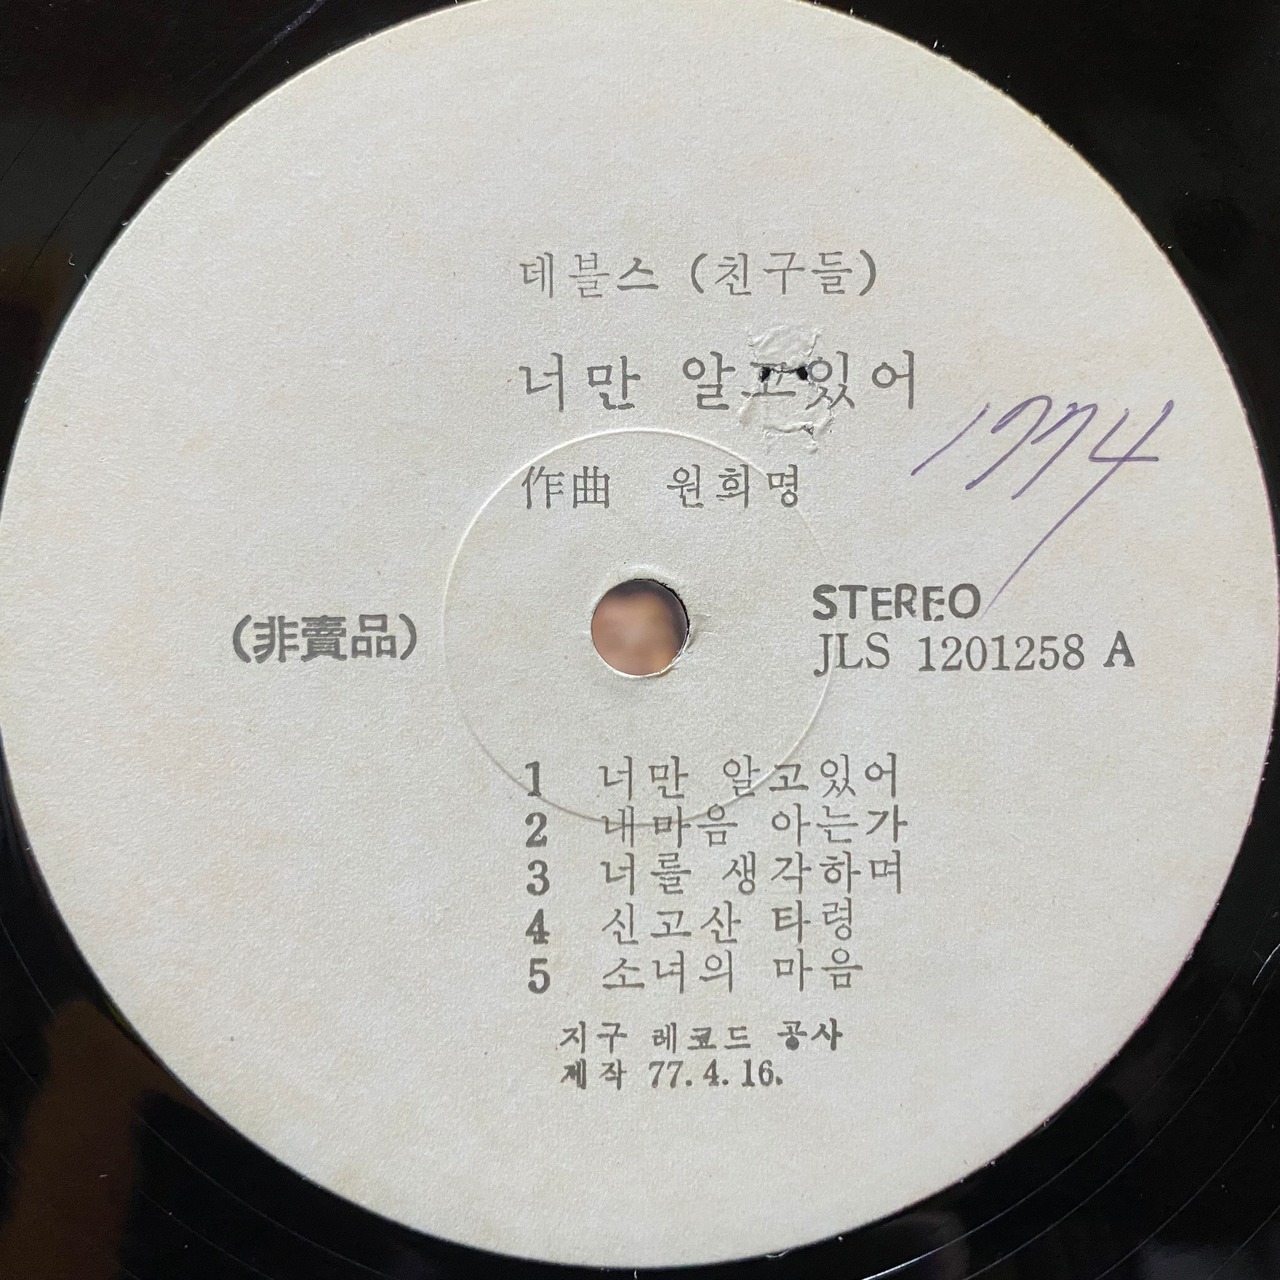 데블스 (친구들)
너만 알고있어
作曲 원희명
1774
(非賣品)
STEREO
JLS 1201258 A
1 너만 알고있어
2 내마음 아는가
3 너를 생각하며
4 신고산 타령
5 소녀의 마음
지구 레코드 공사
제작 77.4.16.